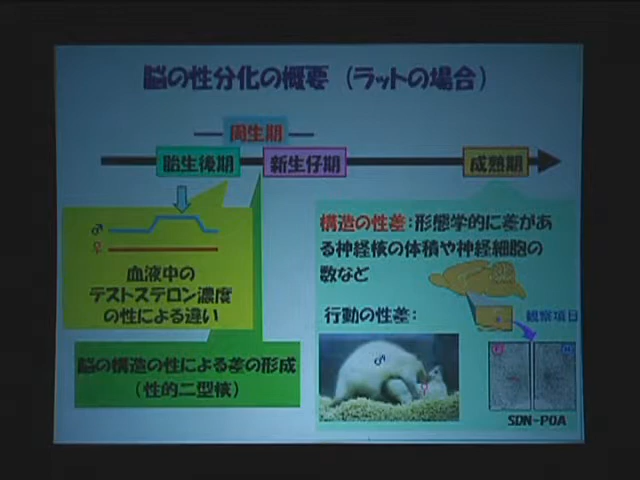 脳の性分化の概要（ラットの場合）
周生期
胎生後期
新生仔期
成熟期
♂
♀
血液中の
テストステロン濃度
の性による違い
脳の構造の性による差の形成
（性的二型核）
構造の性差：形態学的に差があ
る神経核の体積や神経細胞の
数など
行動の性差：
観察項目
♂
♀
SDN-POA